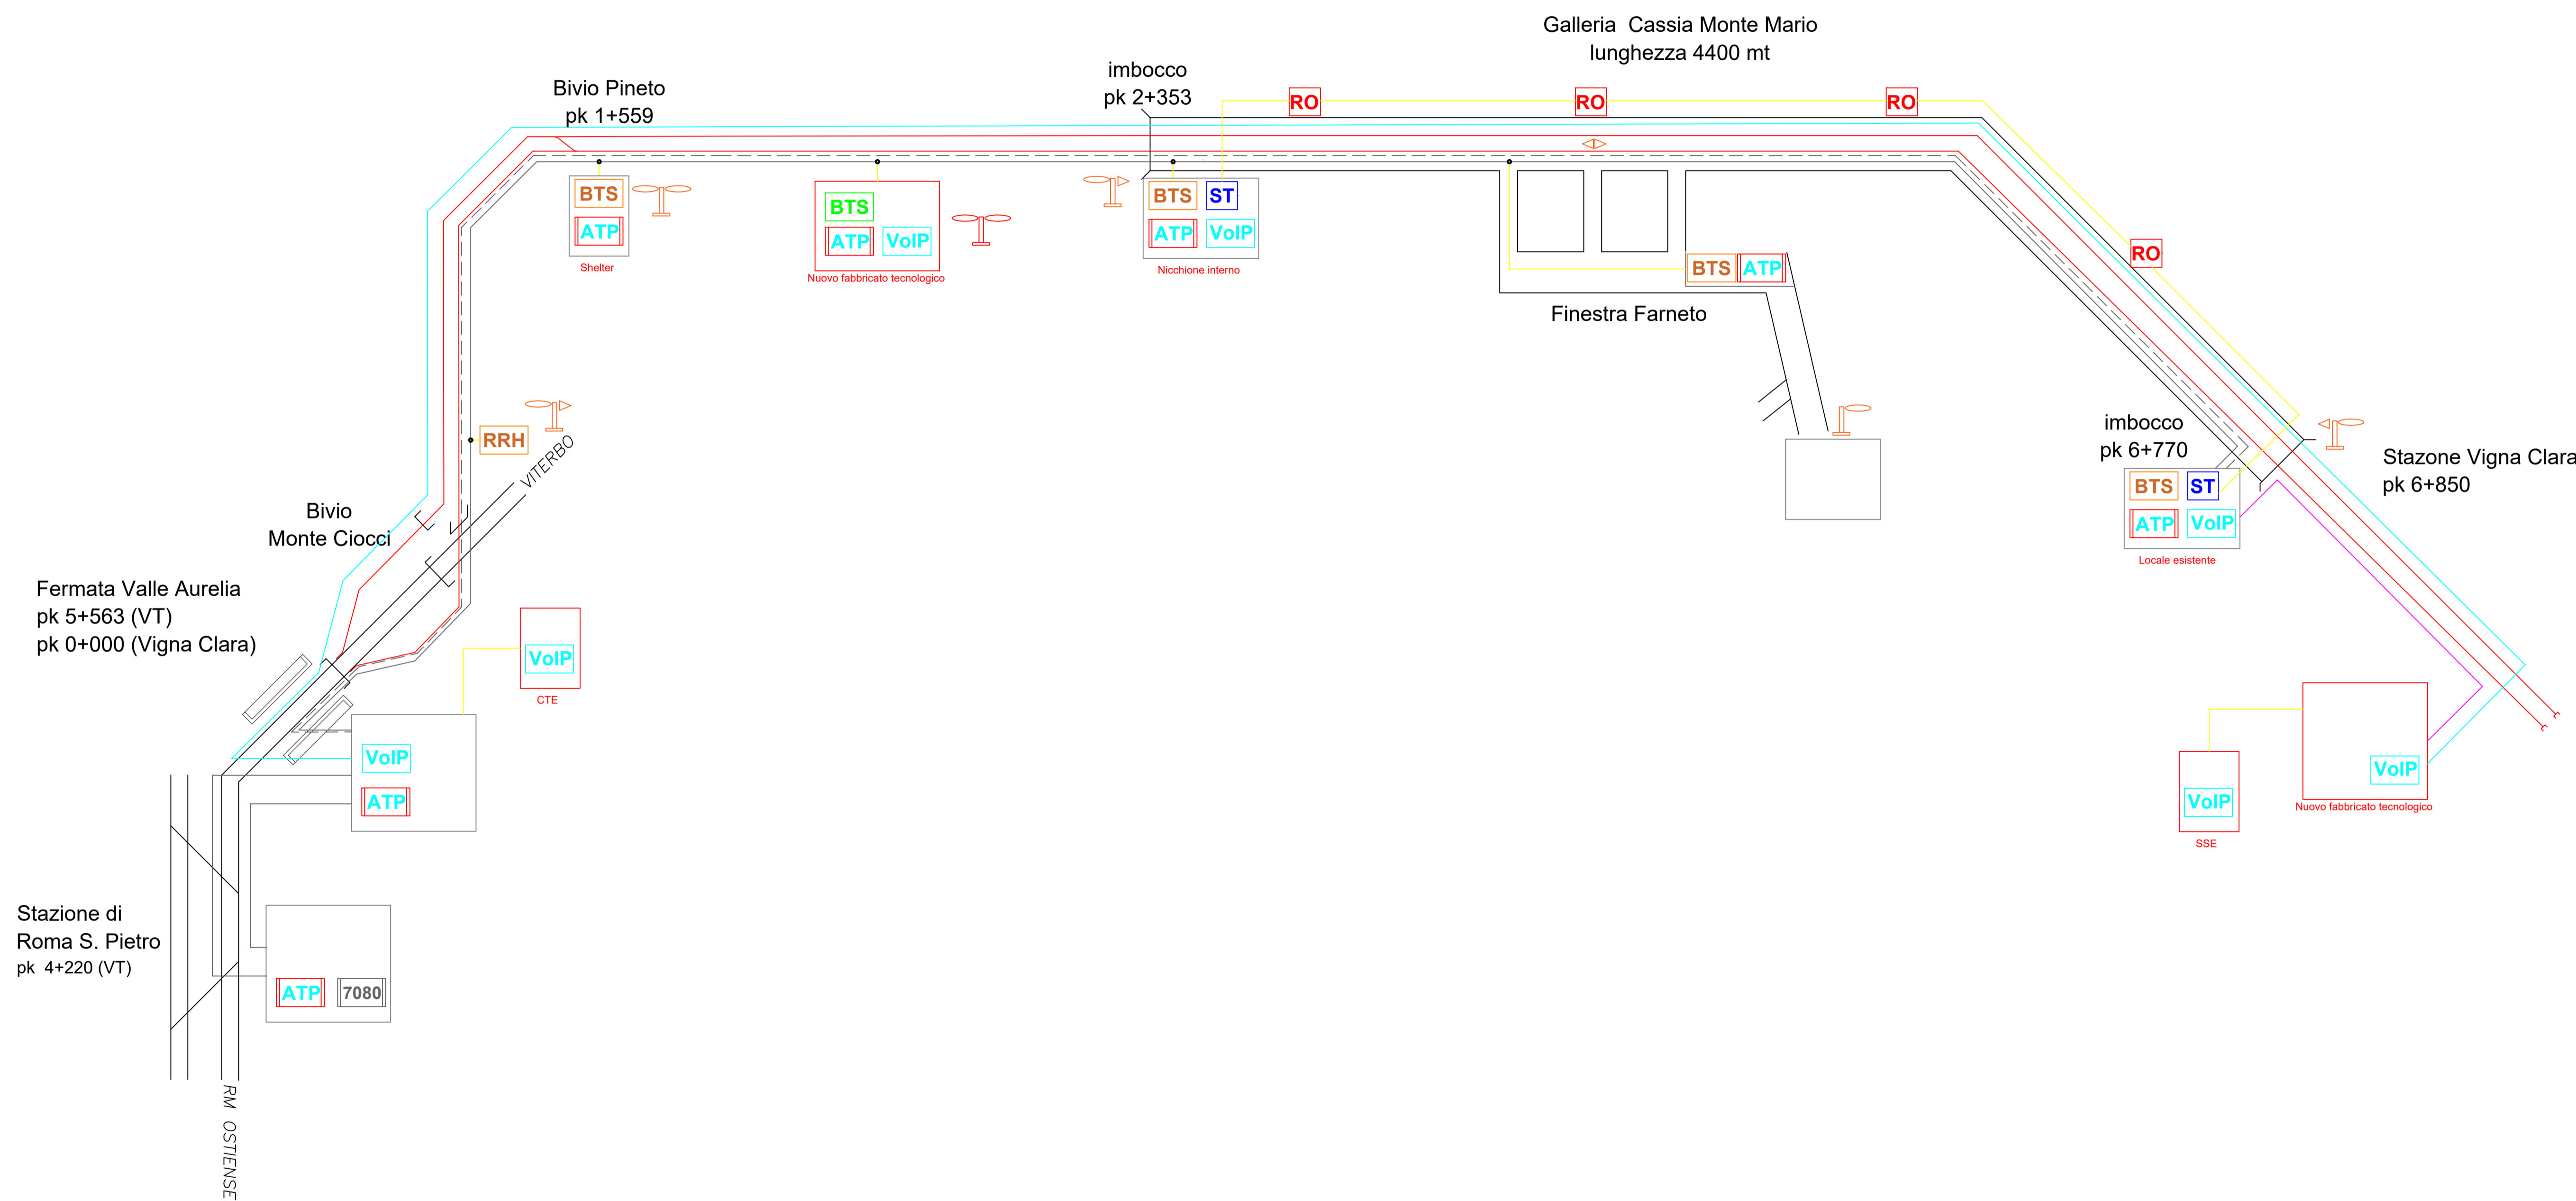 Galleria  Cassia Monte Mario
lunghezza 4400 mt
imbocco
pk 2+353
Bivio Pineto
pk 1+559
RO
RO
RO
BTS
ATP
Shelter
BTS
ATP
VoIP
Nuovo fabbricato tecnologico
BTS
ST
ATP
VoIP
Nicchione interno
BTS
ATP
Finestra Farneto
RO
RRH
VITERBO
imbocco
pk 6+770
Stazone Vigna Clara
pk 6+850
BTS
ST
ATP
VoIP
Locale esistente
Bivio
Monte Ciocci
Fermata Valle Aurelia
pk 5+563 (VT)
pk 0+000 (Vigna Clara)
VoIP
CTE
VoIP
ATP
VoIP
SSE
VoIP
Nuovo fabbricato tecnologico
Stazione di
Roma S. Pietro
pk  4+220 (VT)
ATP
7080
RM  OSTIENSE